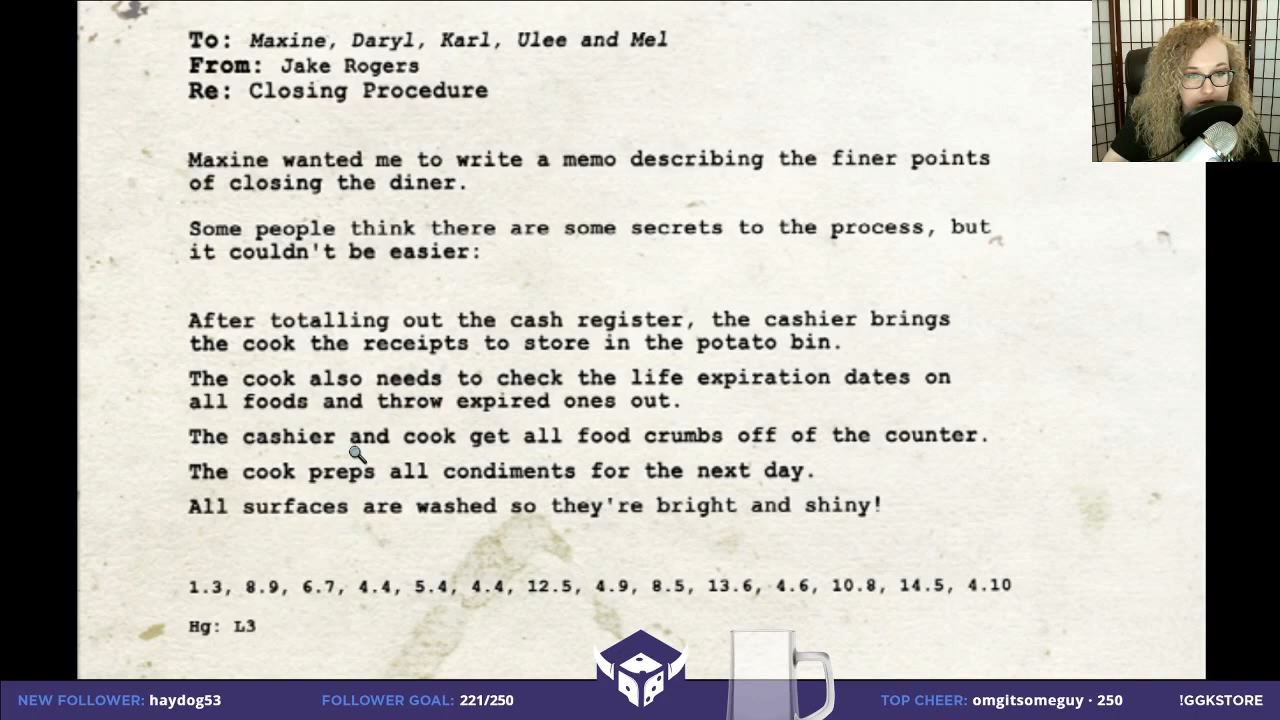 To: Maxine, Daryl, Karl, Ulee and Mel
From: Jake Rogers
Re: Closing Procedure
Maxine wanted me to write a memo describing the finer points
of closing the diner.
Some people think there are some secrets to the process, but
it couldn't be easier:
After totalling out the cash register, the cashier brings
the cook the receipts to store in the potato bin.
The cook also needs to check the life expiration dates on
all foods and throw expired ones out.
The cashier and cook get all food crumbs off of the counter.
The cook preps all condiments for the next day.
All surfaces are washed so they're bright and shiny!
1.3, 8.9, 6.7, 4.4, 5.4, 4.4, 12.5, 4.9, 8.5, 13.6, 4.6, 10.8, 14.5, 4.10
Hg: L3
NEW FOLLOWER: haydog53 FOLLOWER GOAL: 221/250 TOP CHEER: omgitsomeguy · 250 !GGKSTORE